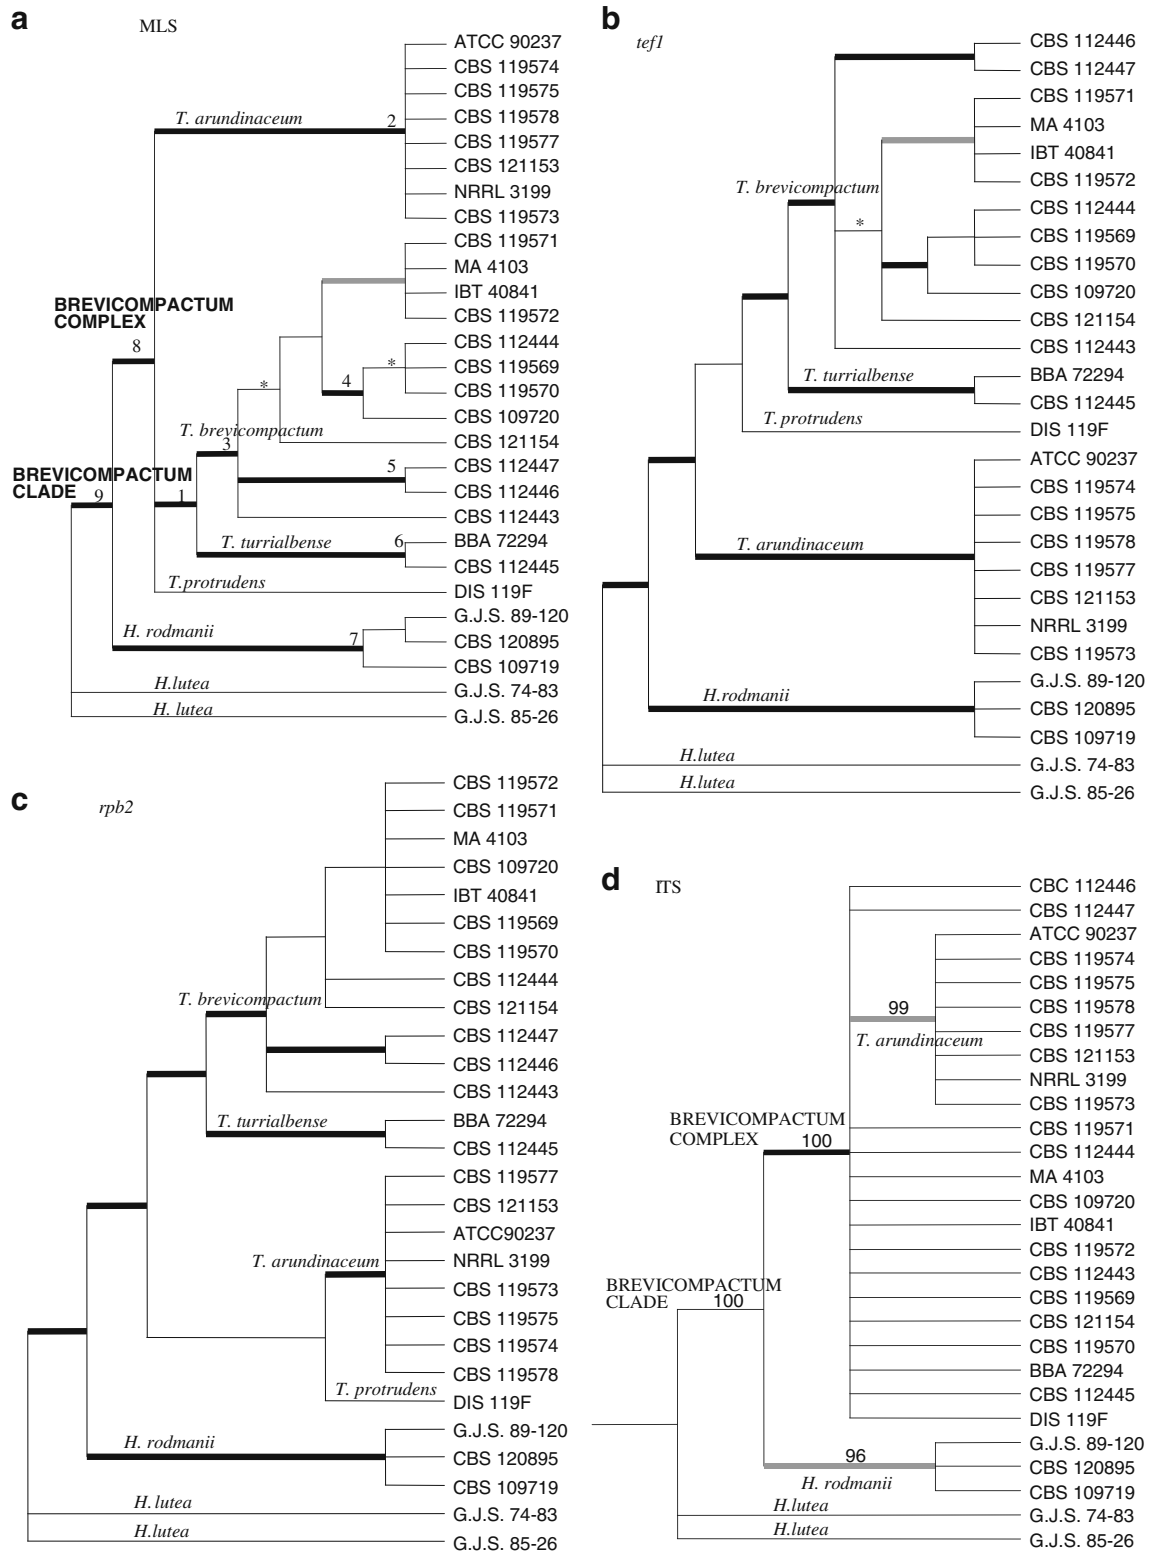 a
MLS
ATCC 90237
CBS 119574
CBS 119575
T. arundinaceum
2
CBS 119578
CBS 119577
CBS 121153
NRRL 3199
CBS 119573
CBS 119571
MA 4103
IBT 40841
CBS 119572
BREVICOMPACTUM
COMPLEX
8
CBS 112444
*
CBS 119569
4
*
CBS 119570
CBS 109720
T. brevicompactum
3
CBS 121154
CBS 112447
5
CBS 112446
BREVICOMPACTUM
CLADE
9
1
CBS 112443
T. turrialbense
6
BBA 72294
CBS 112445
T.protrudens
DIS 119F
G.J.S. 89-120
H. rodmanii
7
CBS 120895
CBS 109719
H.lutea
G.J.S. 74-83
H. lutea
G.J.S. 85-26
b
tef1
CBS 112446
CBS 112447
CBS 119571
MA 4103
IBT 40841
CBS 119572
T. brevicompactum
CBS 112444
*
CBS 119569
CBS 119570
CBS 109720
CBS 121154
CBS 112443
T. turrialbense
BBA 72294
CBS 112445
T. protrudens
DIS 119F
ATCC 90237
CBS 119574
CBS 119575
CBS 119578
T. arundinaceum
CBS 119577
CBS 121153
NRRL 3199
CBS 119573
G.J.S. 89-120
H.rodmanii
CBS 120895
CBS 109719
H.lutea
G.J.S. 74-83
H.lutea
G.J.S. 85-26
c
rpb2
CBS 119572
CBS 119571
MA 4103
CBS 109720
IBT 40841
CBS 119569
CBS 119570
CBS 112444
T. brevicompactum
CBS 121154
CBS 112447
CBS 112446
CBS 112443
T. turrialbense
BBA 72294
CBS 112445
CBS 119577
CBS 121153
ATCC90237
T. arundinaceum
NRRL 3199
CBS 119573
CBS 119575
CBS 119574
CBS 119578
T. protrudens
DIS 119F
G.J.S. 89-120
H. rodmanii
CBS 120895
CBS 109719
H. lutea
G.J.S. 74-83
H.lutea
G.J.S. 85-26
d
ITS
CBC 112446
CBS 112447
ATCC 90237
CBS 119574
CBS 119575
99
CBS 119578
CBS 119577
T. arundinaceum
CBS 121153
NRRL 3199
CBS 119573
BREVICOMPACTUM
COMPLEX
100
CBS 119571
CBS 112444
MA 4103
CBS 109720
IBT 40841
CBS 119572
CBS 112443
BREVICOMPACTUM
CLADE
100
CBS 119569
CBS 121154
CBS 119570
BBA 72294
CBS 112445
DIS 119F
G.J.S. 89-120
96
CBS 120895
H. rodmanii
CBS 109719
H.lutea
G.J.S. 74-83
H.lutea
G.J.S. 85-26